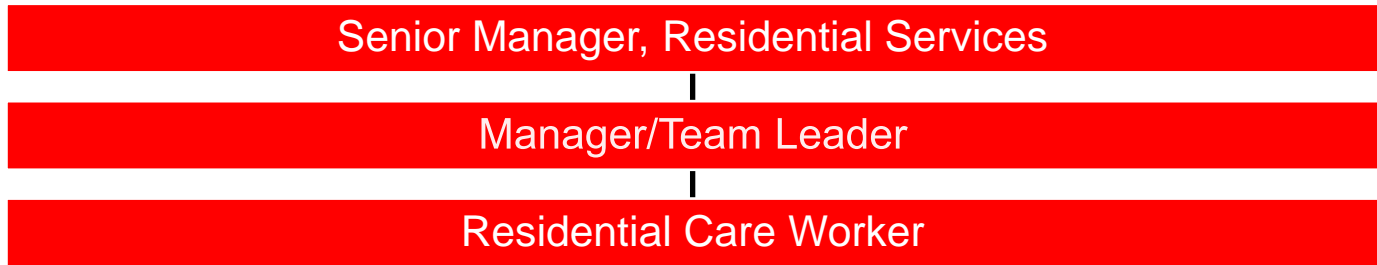 Senior Manager, Residential Services
Manager/Team Leader
Residential Care Worker